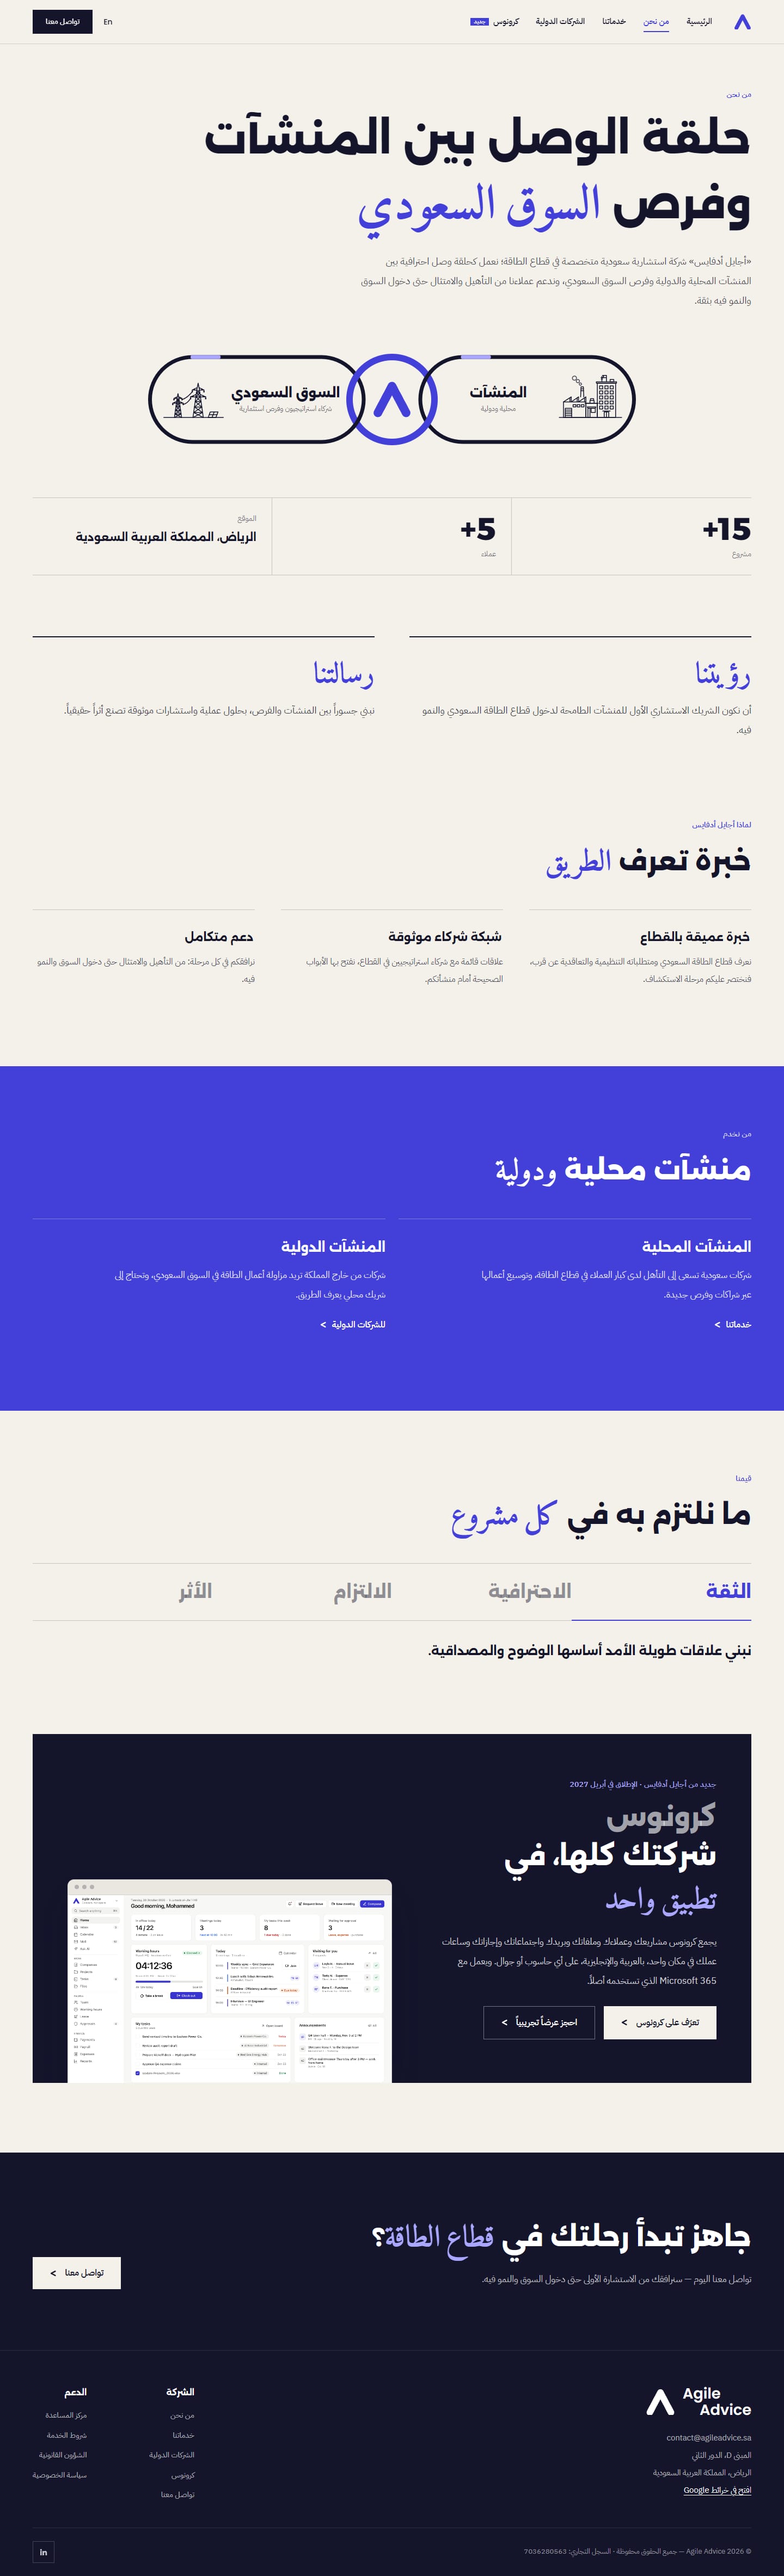 الرئيسية
من نحن
خدماتنا
الشركات الدولية
كرونوس جديد
En
تواصل معنا
من نحن
حلقة الوصل بين المنشآت
وفرص السوق السعودي
«أجايل أدفايس» شركة استشارية سعودية متخصصة في قطاع الطاقة؛ نعمل كحلقة وصل احترافية بين
المنشآت المحلية والدولية وفرص السوق السعودي، وندعم عملاءنا من التأهيل والامتثال حتى دخول السوق
والنمو فيه بثقة.
المنشآت
محلية ودولية
السوق السعودي
شركاء استراتيجيون وفرص استثمارية
+15
مشروع
+5
عملاء
الموقع
الرياض، المملكة العربية السعودية
رؤيتنا
أن نكون الشريك الاستشاري الأول للمنشآت الطامحة لدخول قطاع الطاقة السعودي والنمو
فيه.
رسالتنا
نبني جسوراً بين المنشآت والفرص، بحلول عملية واستشارات موثوقة تصنع أثراً حقيقياً.
لماذا أجايل أدفايس
خبرة تعرف الطريق
خبرة عميقة بالقطاع
نعرف قطاع الطاقة السعودي ومتطلباته التنظيمية والتعاقدية عن قرب،
فنختصر عليكم مرحلة الاستكشاف.
شبكة شركاء موثوقة
علاقات قائمة مع شركاء استراتيجيين في القطاع، نفتح بها الأبواب
الصحيحة أمام منشأتكم.
دعم متكامل
نرافقكم في كل مرحلة: من التأهيل والامتثال حتى دخول السوق والنمو
فيه.
من نخدم
منشآت محلية ودولية
المنشآت المحلية
شركات سعودية تسعى إلى التأهل لدى كبار العملاء في قطاع الطاقة، وتوسيع أعمالها
عبر شراكات وفرص جديدة.
خدماتنا
المنشآت الدولية
شركات من خارج المملكة تريد مزاولة أعمال الطاقة في السوق السعودي، وتحتاج إلى
شريك محلي يعرف الطريق.
للشركات الدولية
قيمنا
ما نلتزم به في كل مشروع
الثقة
الاحترافية
الالتزام
الأثر
نبني علاقات طويلة الأمد أساسها الوضوح والمصداقية.
جديد من أجايل أدفايس · الإطلاق في أبريل 2027
كرونوس
شركتك كلها، في
تطبيق واحد
يجمع كرونوس مشاريعك وعملاءك وملفاتك وبريدك واجتماعاتك وإجازاتك وساعات
عملك في مكان واحد، بالعربية والإنجليزية، على أي حاسوب أو جوال. ويعمل مع
Microsoft 365 الذي تستخدمه أصلاً.
تعرّف على كرونوس
احجز عرضاً تجريبياً
Agile Advice
Good morning, Mohammed
14 / 22
3
7
3
Working hours
04:12:36
Today
Waiting for you
My tasks
Announcements
جاهز تبدأ رحلتك في قطاع الطاقة؟
تواصل معنا اليوم — سنرافقك من الاستشارة الأولى حتى دخول السوق والنمو فيه.
تواصل معنا
Agile
Advice
contact@agileadvice.sa
المبنى D، الدور الثاني
الرياض، المملكة العربية السعودية
افتح في خرائط Google
الشركة
من نحن
خدماتنا
الشركات الدولية
كرونوس
تواصل معنا
الدعم
مركز المساعدة
شروط الخدمة
الشؤون القانونية
سياسة الخصوصية
© 2026 Agile Advice — جميع الحقوق محفوظة · السجل التجاري: 7036280563
in